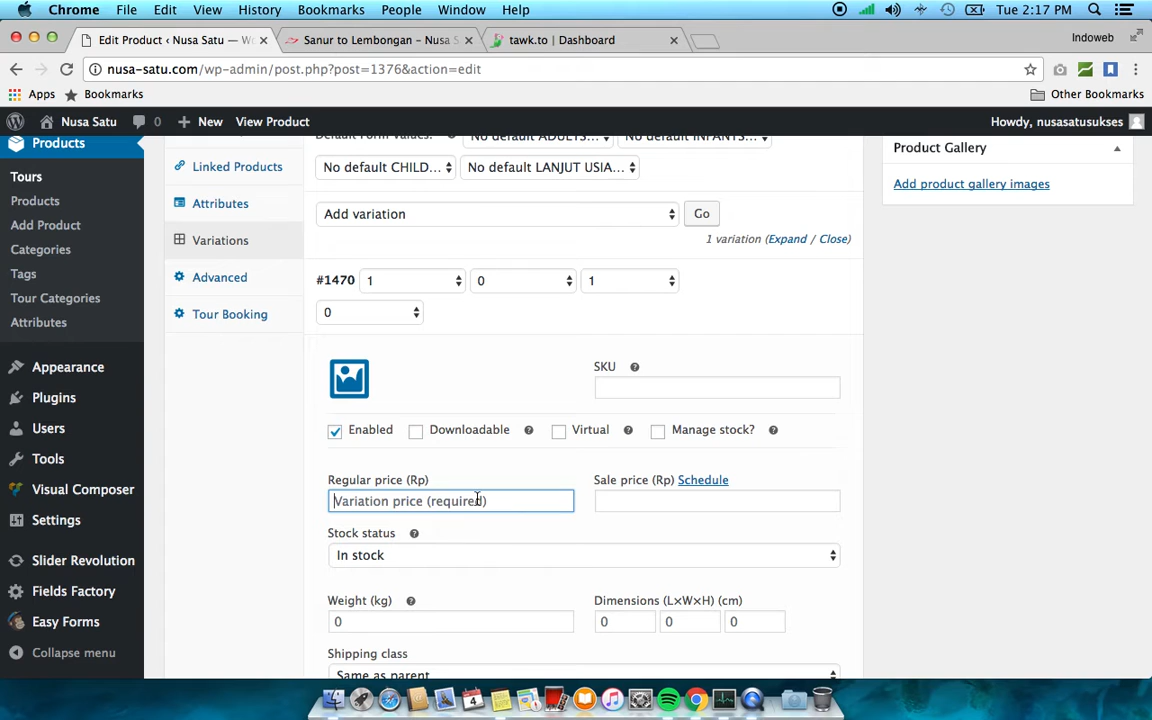 Chrome File Edit View History Bookmarks People Window Help Tue 2:17 PM
Edit Product ‹ Nusa Satu — Wo Sanur to Lembongan – Nusa S tawk.to | Dashboard Indoweb
nusa-satu.com/wp-admin/post.php?post=1376&action=edit
Apps Bookmarks Other Bookmarks
Nusa Satu 0 New View Product Howdy, nusasatusukses
Products
Tours
Products
Add Product
Categories
Tags
Tour Categories
Attributes
Appearance
Plugins
Users
Tools
Visual Composer
Settings
Slider Revolution
Fields Factory
Easy Forms
Collapse menu
Linked Products
Attributes
Variations
Advanced
Tour Booking
Default Form Values: No default ADULTS... No default INFANTS...
No default CHILD... No default LANJUT USIA...
Add variation Go
1 variation (Expand / Close)
#1470 1 0 1
0
SKU
Enabled Downloadable Virtual Manage stock?
Regular price (Rp) Sale price (Rp) Schedule
Variation price (required)
Stock status
In stock
Weight (kg) Dimensions (L×W×H) (cm)
0 0 0 0
Shipping class
Same as parent
Product Gallery
Add product gallery images
4